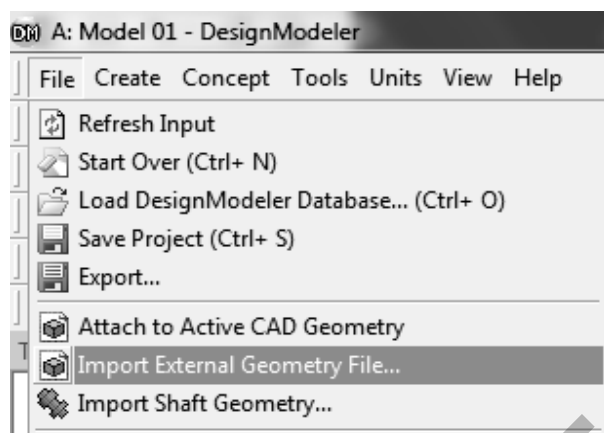 DM A: Model 01 - DesignModeler
File Create Concept Tools Units View Help
Refresh Input
Start Over (Ctrl+ N)
Load DesignModeler Database... (Ctrl+ O)
Save Project (Ctrl+ S)
Export...
Attach to Active CAD Geometry
T
Import External Geometry File...
Import Shaft Geometry...